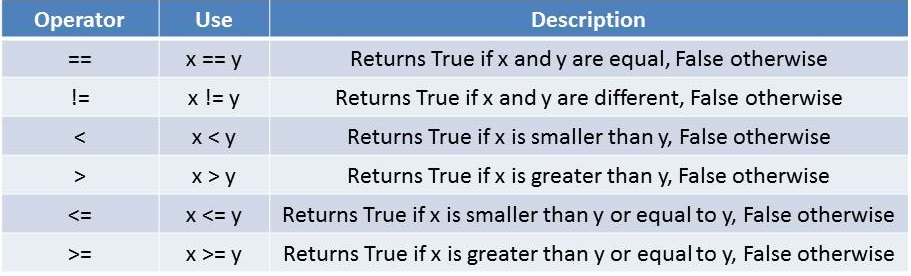 Operator Use Description
== x == y Returns True if x and y are equal, False otherwise
!= x != y Returns True if x and y are different, False otherwise
< x < y Returns True if x is smaller than y, False otherwise
> x > y Returns True if x is greater than y, False otherwise
<= x <= y Returns True if x is smaller than y or equal to y, False otherwise
>= x >= y Returns True if x is greater than y or equal to y, False otherwise